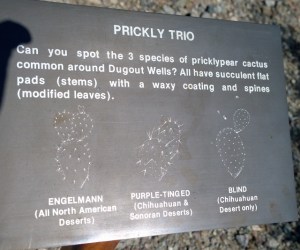 PRICKLY TRIO
Can you spot the 3 species of pricklypear cactus
common around Dugout Wells? All have succulent flat
pads (stems) with a waxy coating and spines
(modified leaves).
ENGELMANN
(All North American
Deserts)
PURPLE-TINGED
(Chihuahuan &
Sonoran Deserts)
BLIND
(Chihuahuan
Desert only)